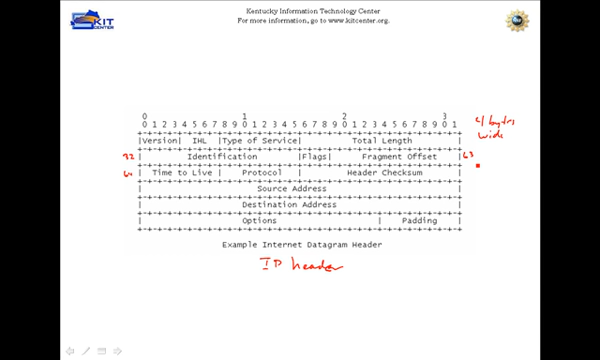 Kentucky Information Technology Center
For more information, go to www.kitcenter.org.
KIT
CENTER
0 1 2 3
0 1 2 3 4 5 6 7 8 9 0 1 2 3 4 5 6 7 8 9 0 1 2 3 4 5 6 7 8 9 0 1
4 bytes
wide
+-+-+-+-+-+-+-+-+-+-+-+-+-+-+-+-+-+-+-+-+-+-+-+-+-+-+-+-+-+-+-+-+
|Version| IHL |Type of Service| Total Length |
+-+-+-+-+-+-+-+-+-+-+-+-+-+-+-+-+-+-+-+-+-+-+-+-+-+-+-+-+-+-+-+-+
32 | Identification |Flags| Fragment Offset | 63
+-+-+-+-+-+-+-+-+-+-+-+-+-+-+-+-+-+-+-+-+-+-+-+-+-+-+-+-+-+-+-+-+
| Time to Live | Protocol | Header Checksum |
+-+-+-+-+-+-+-+-+-+-+-+-+-+-+-+-+-+-+-+-+-+-+-+-+-+-+-+-+-+-+-+-+
| Source Address |
+-+-+-+-+-+-+-+-+-+-+-+-+-+-+-+-+-+-+-+-+-+-+-+-+-+-+-+-+-+-+-+-+
| Destination Address |
+-+-+-+-+-+-+-+-+-+-+-+-+-+-+-+-+-+-+-+-+-+-+-+-+-+-+-+-+-+-+-+-+
| Options | Padding |
+-+-+-+-+-+-+-+-+-+-+-+-+-+-+-+-+-+-+-+-+-+-+-+-+-+-+-+-+-+-+-+-+
Example Internet Datagram Header
IP header